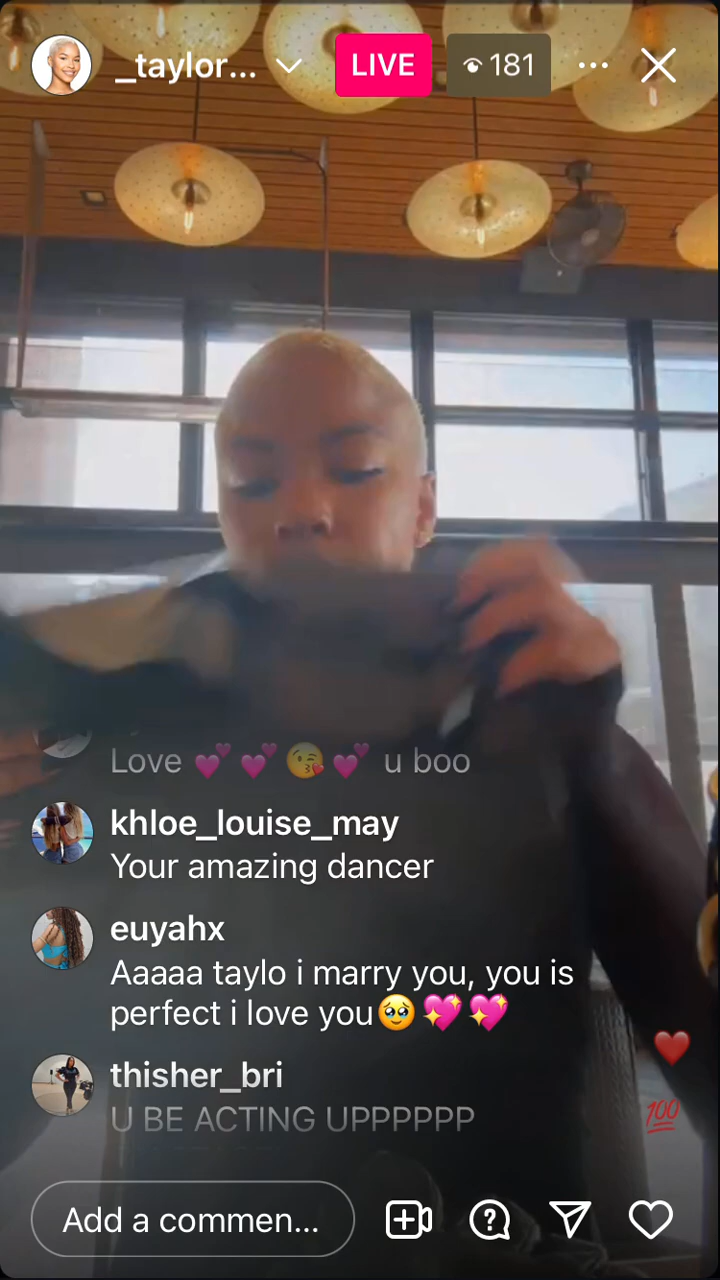 _taylor...
LIVE
181
Love 💕 💕 😘 💕 u boo
khloe_louise_may
Your amazing dancer
euyahx
Aaaaa taylo i marry you, you is
perfect i love you🥹💖💖
thisher_bri
U BE ACTING UPPPPPP
💯
Add a commen...